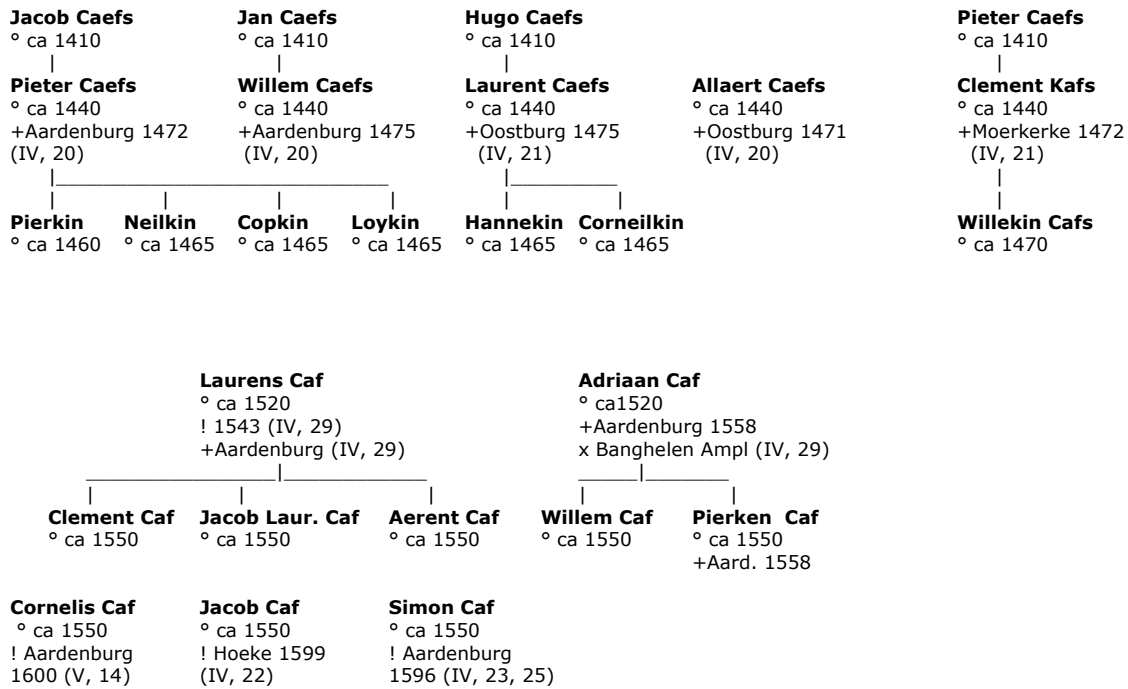 Jacob Caefs Jan Caefs Hugo Caefs Pieter Caefs
° ca 1410 ° ca 1410 ° ca 1410 ° ca 1410
Pieter Caefs Willem Caefs Laurent Caefs Allaert Caefs Clement Kafs
° ca 1440 ° ca 1440 ° ca 1440 ° ca 1440 ° ca 1440
+Aardenburg 1472 +Aardenburg 1475 +Oostburg 1475 +Oostburg 1471 +Moerkerke 1472
(IV, 20) (IV, 20) (IV, 21) (IV, 20) (IV, 21)
Pierkin Neilkin Copkin Loykin Hannekin Corneilkin Willekin Cafs
° ca 1460 ° ca 1465 ° ca 1465 ° ca 1465 ° ca 1465 ° ca 1465 ° ca 1470
Laurens Caf Adriaan Caf
° ca 1520 ° ca1520
! 1543 (IV, 29) +Aardenburg 1558
+Aardenburg (IV, 29) x Banghelen Ampl (IV, 29)
Clement Caf Jacob Laur. Caf Aerent Caf Willem Caf Pierken Caf
° ca 1550 ° ca 1550 ° ca 1550 ° ca 1550 ° ca 1550
+Aard. 1558
Cornelis Caf Jacob Caf Simon Caf
° ca 1550 ° ca 1550 ° ca 1550
! Aardenburg ! Hoeke 1599 ! Aardenburg
1600 (V, 14) (IV, 22) 1596 (IV, 23, 25)